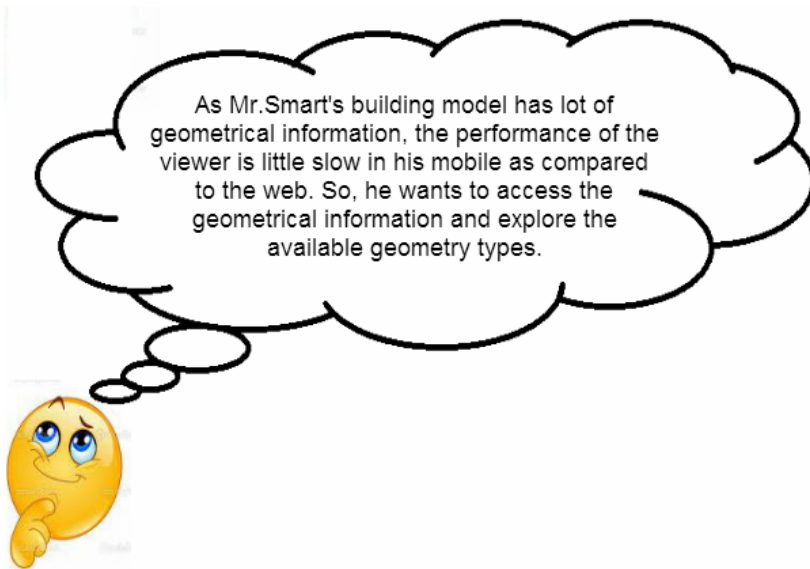 As Mr.Smart's building model has lot of
geometrical information, the performance of the
viewer is little slow in his mobile as compared
to the web. So, he wants to access the
geometrical information and explore the
available geometry types.